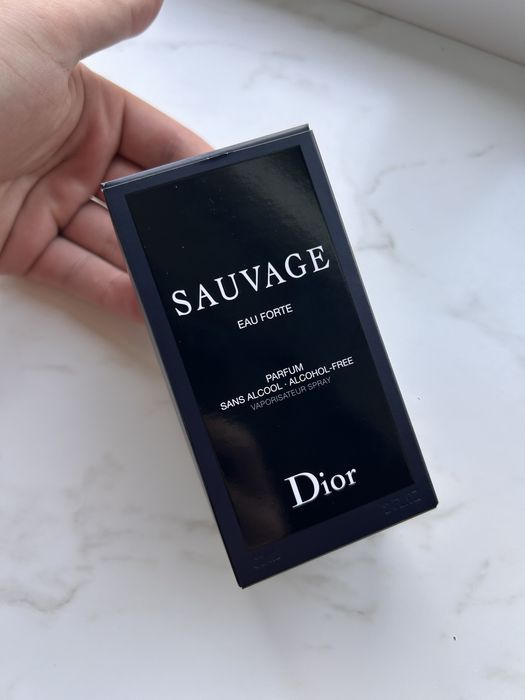 SAUVAGE
EAU FORTE
PARFUM
SANS ALCOOL · ALCOHOL-FREE
VAPORISATEUR SPRAY
Dior